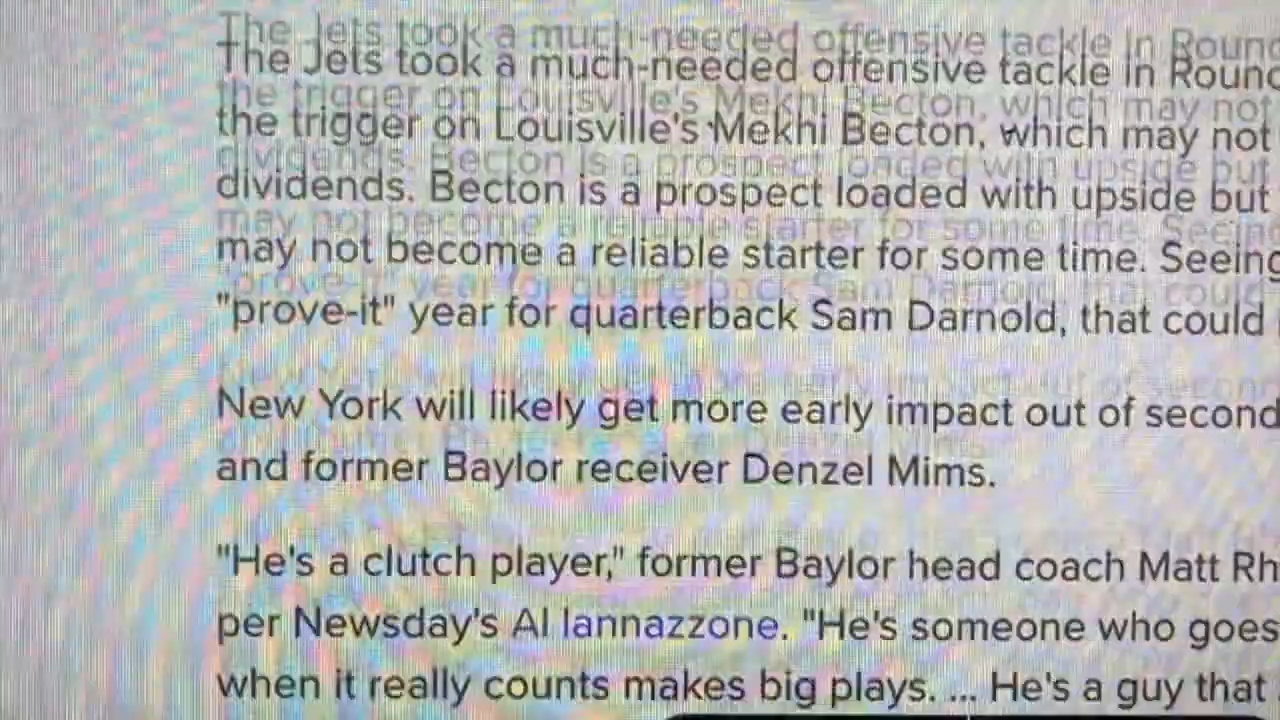 The Jets took a much-needed offensive tackle in Round
the trigger on Louisville's Mekhi Becton, which may not
dividends. Becton is a prospect loaded with upside but
may not become a reliable starter for some time. Seeing
"prove-it" year for quarterback Sam Darnold, that could
New York will likely get more early impact out of second
and former Baylor receiver Denzel Mims.
"He's a clutch player," former Baylor head coach Matt Rh
per Newsday's Al Iannazzone. "He's someone who goes
when it really counts makes big plays. ... He's a guy that